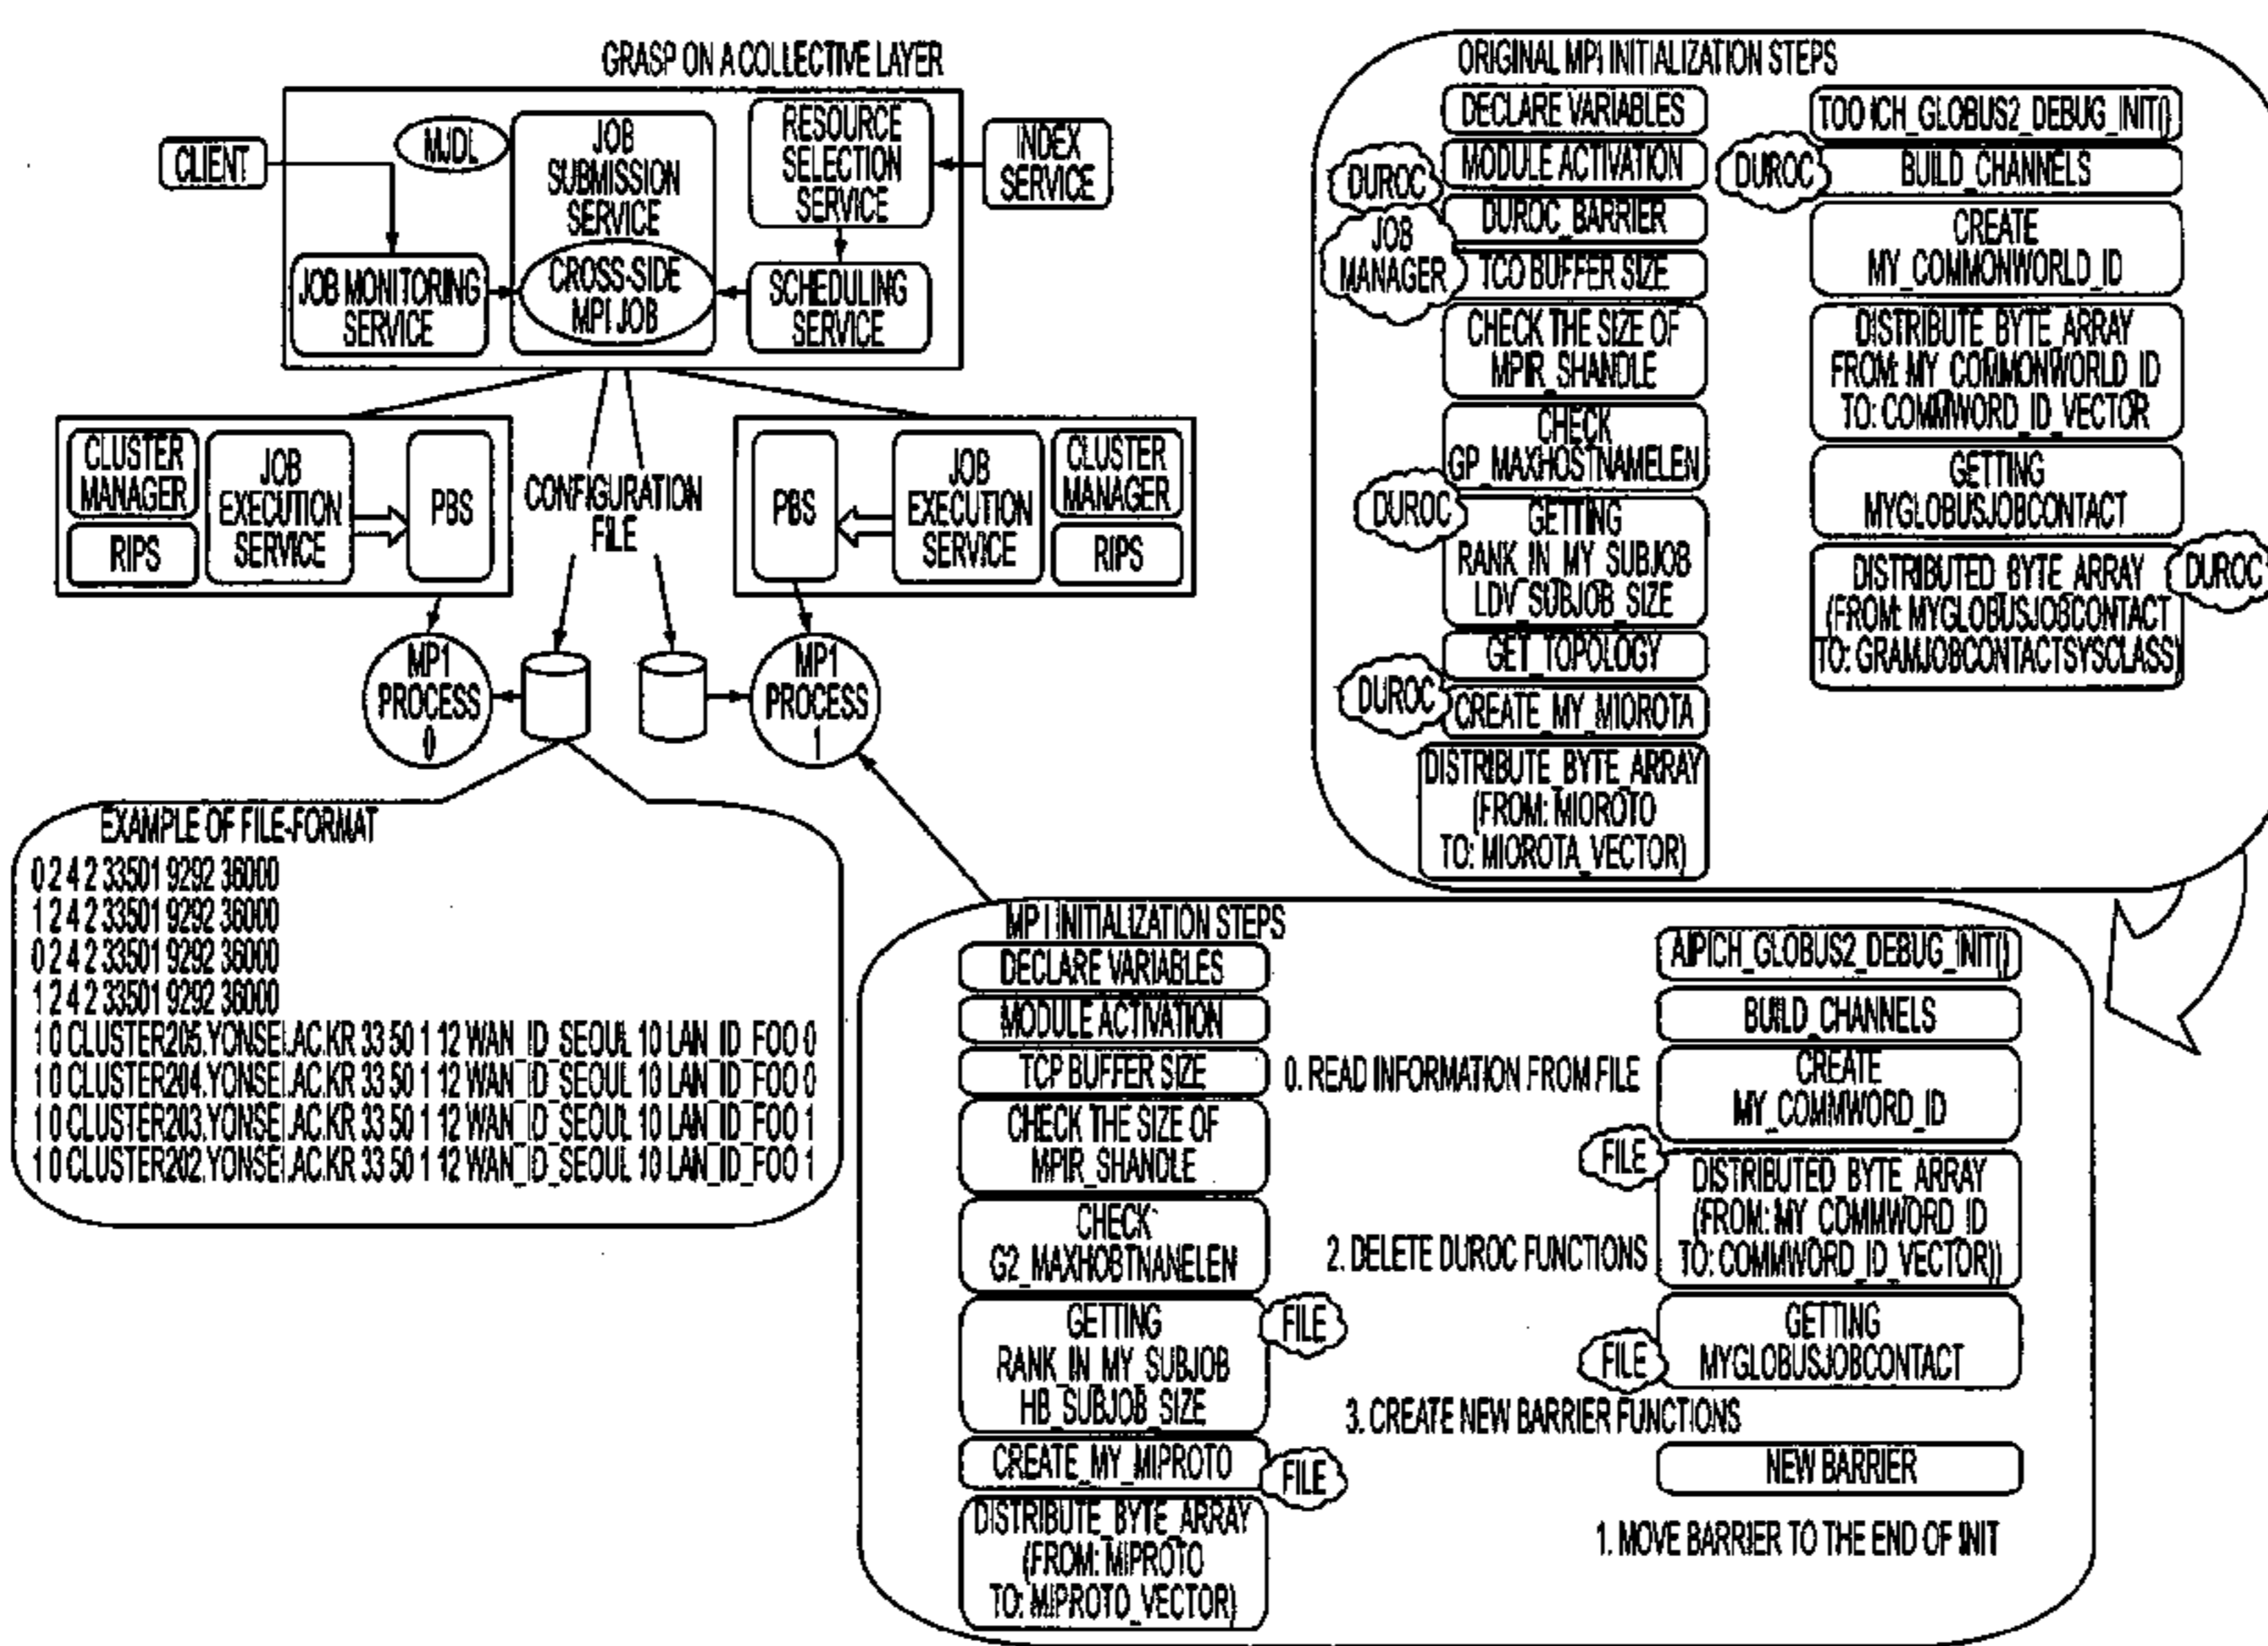 GRASP ON A COLLECTIVE LAYER
CLIENT
MJDL
JOB
SUBMISSION
SERVICE
RESOURCE
SELECTION
SERVICE
INDEX
SERVICE
JOB MONITORING
SERVICE
CROSS-SIDE
MPI JOB
SCHEDULING
SERVICE
CLUSTER
MANAGER
RIPS
JOB
EXECUTION
SERVICE
PBS
CONFIGURATION
FILE
PBS
JOB
EXECUTION
SERVICE
CLUSTER
MANAGER
RIPS
MP1
PROCESS
0
MP1
PROCESS
1
EXAMPLE OF FILE-FORMAT
0 2 4 2 33501 9292 36000
1 2 4 2 33501 9292 36000
0 2 4 2 33501 9292 36000
1 2 4 2 33501 9292 36000
1 0 CLUSTER205.YONSEI.AC.KR 33 50 1 12 WAN_ID_SEOUL 10 LAN_ID_FOO 0
1 0 CLUSTER204.YONSEI.AC.KR 33 50 1 12 WAN_ID_SEOUL 10 LAN_ID_FOO 0
1 0 CLUSTER203.YONSEI.AC.KR 33 50 1 12 WAN_ID_SEOUL 10 LAN_ID_FOO 1
1 0 CLUSTER202.YONSEI.AC.KR 33 50 1 12 WAN_ID_SEOUL 10 LAN_ID_FOO 1
ORIGINAL MPI INITIALIZATION STEPS
DECLARE VARIABLES
MODULE ACTIVATION
DUROC
DUROC_BARRIER
JOB
MANAGER
TCO BUFFER SIZE
CHECK THE SIZE OF
MPIR_SHANDLE
CHECK
GP_MAXHOSTNAMELEN
DUROC
GETTING
RANK_IN_MY_SUBJOB
LDV_SUBJOB_SIZE
GET_TOPOLOGY
DUROC
CREATE_MY_MIOROTA
DISTRIBUTE_BYTE_ARRAY
(FROM: MIOROTO
TO: MIOROTA_VECTOR)
TOO ICH_GLOBUS2_DEBUG_INIT()
DUROC
BUILD_CHANNELS
CREATE
MY_COMMONWORLD_ID
DISTRIBUTE_BYTE_ARRAY
FROM: MY_COMMONWORLD_ID
TO: COMMWORD_ID_VECTOR
GETTING
MYGLOBUSJOBCONTACT
DISTRIBUTED_BYTE_ARRAY
(FROM: MYGLOBUSJOBCONTACT
TO: GRAMJOBCONTACTSYSCLASS)
DUROC
MP I INITIALIZATION STEPS
DECLARE VARIABLES
MODULE ACTIVATION
TCP BUFFER SIZE
CHECK THE SIZE OF
MPIR_SHANDLE
CHECK
G2_MAXHOBTNANELEN
GETTING
RANK_IN_MY_SUBJOB
HB_SUBJOB_SIZE
FILE
CREATE_MY_MIPROTO
FILE
DISTRIBUTE_BYTE_ARRAY
(FROM: MIPROTO
TO: MIPROTO_VECTOR)
0. READ INFORMATION FROM FILE
2. DELETE DUROC FUNCTIONS
3. CREATE NEW BARRIER FUNCTIONS
AIPICH_GLOBUS2_DEBUG_INIT()
BUILD_CHANNELS
CREATE
MY_COMMWORD_ID
FILE
DISTRIBUTED_BYTE_ARRAY
(FROM: MY_COMMWORD_ID
TO: COMMWORD_ID_VECTOR))
FILE
GETTING
MYGLOBUSJOBCONTACT
NEW BARRIER
1. MOVE BARRIER TO THE END OF INIT